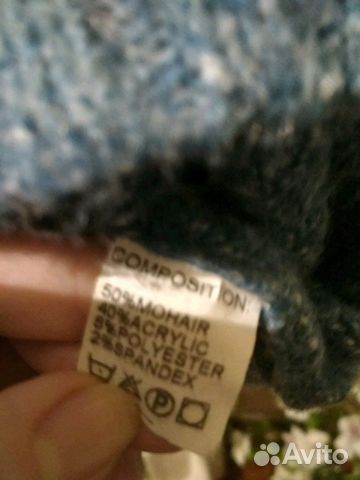 COMPOSITION:
50%MOHAIR
40%ACRYLIC
8%POLYESTER
2%SPANDEX
P
Avito